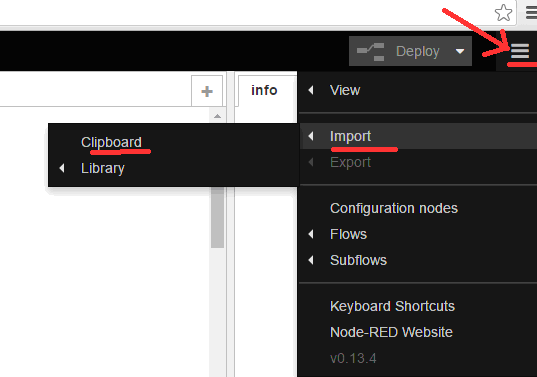 Deploy
+
info
View
Import
Export
Clipboard
Library
Configuration nodes
Flows
Subflows
Keyboard Shortcuts
Node-RED Website
v0.13.4